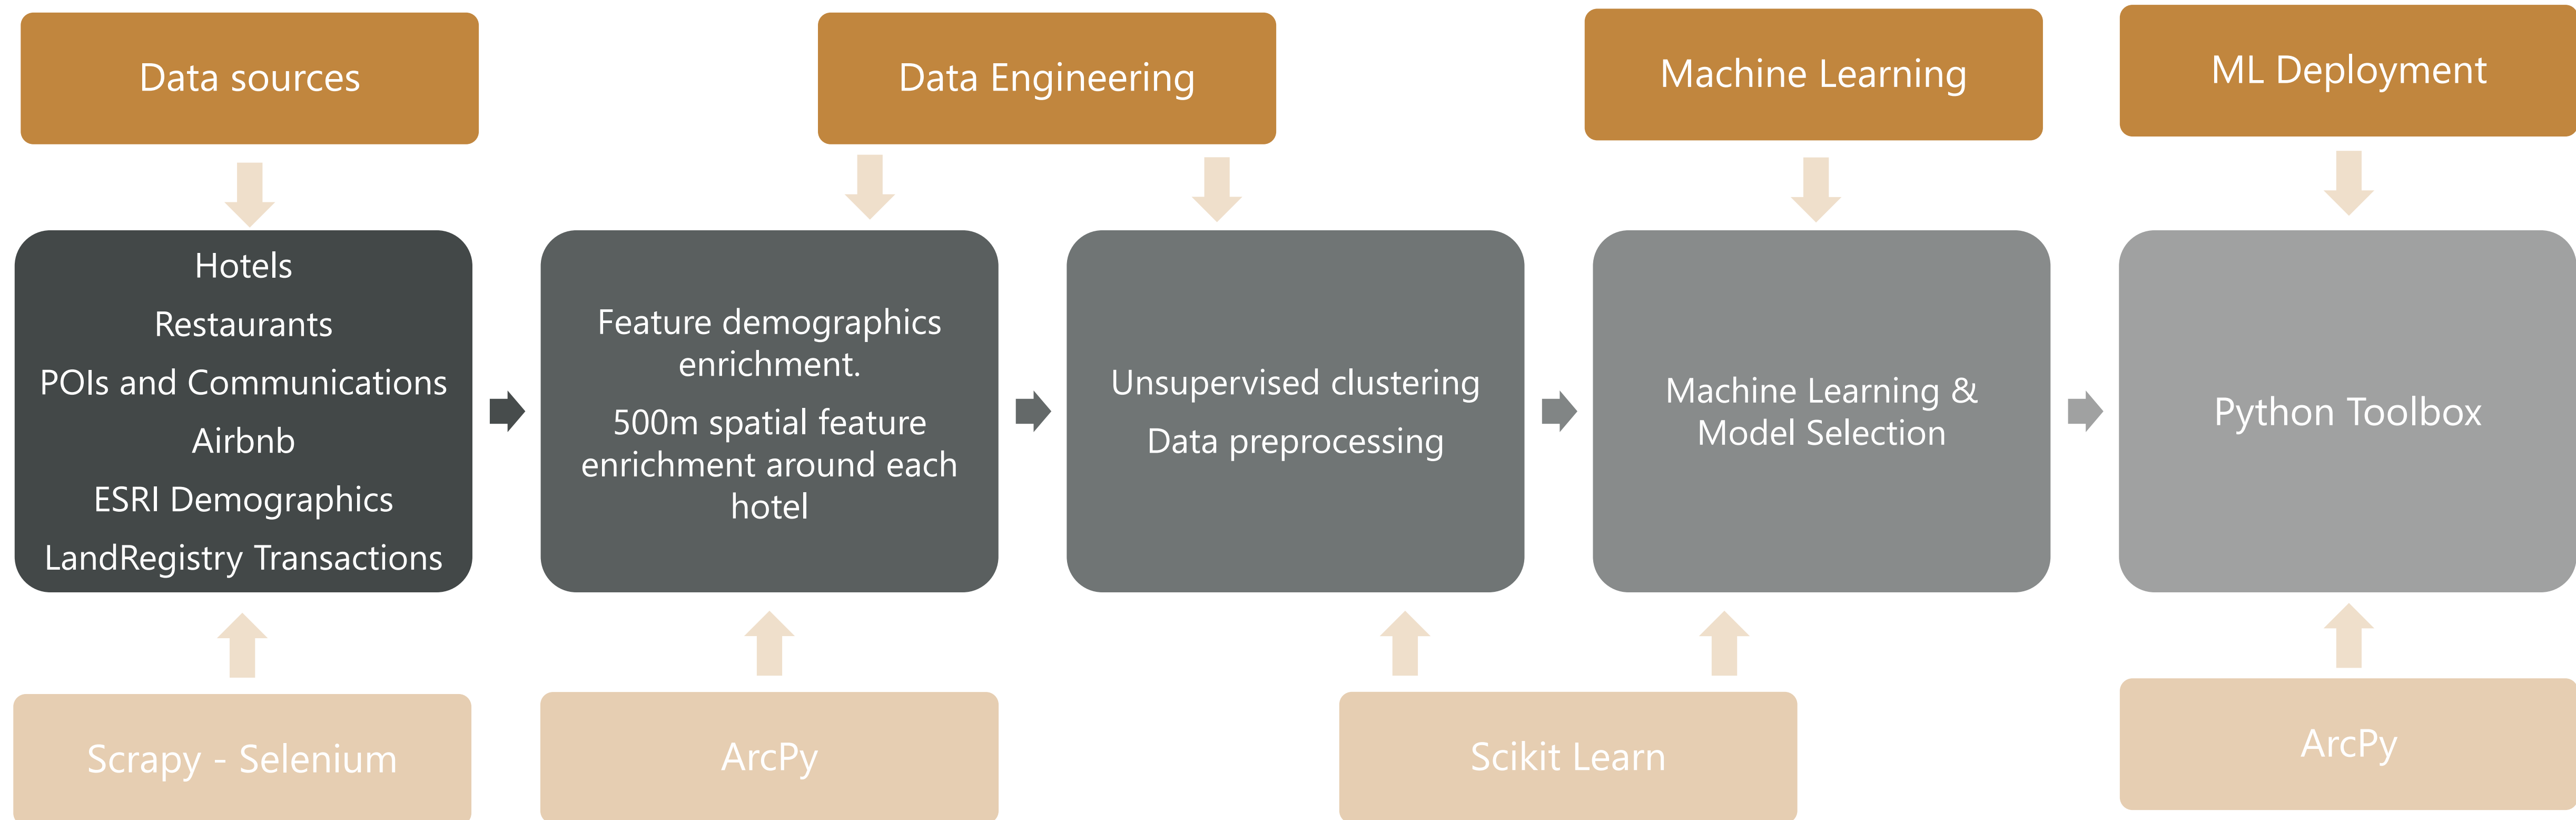 Data sources
Data Engineering
Machine Learning
ML Deployment
Hotels
Restaurants
POIs and Communications
Airbnb
ESRI Demographics
LandRegistry Transactions
Feature demographics
enrichment.
500m spatial feature
enrichment around each
hotel
Unsupervised clustering
Data preprocessing
Machine Learning &
Model Selection
Python Toolbox
Scrapy - Selenium
ArcPy
Scikit Learn
ArcPy